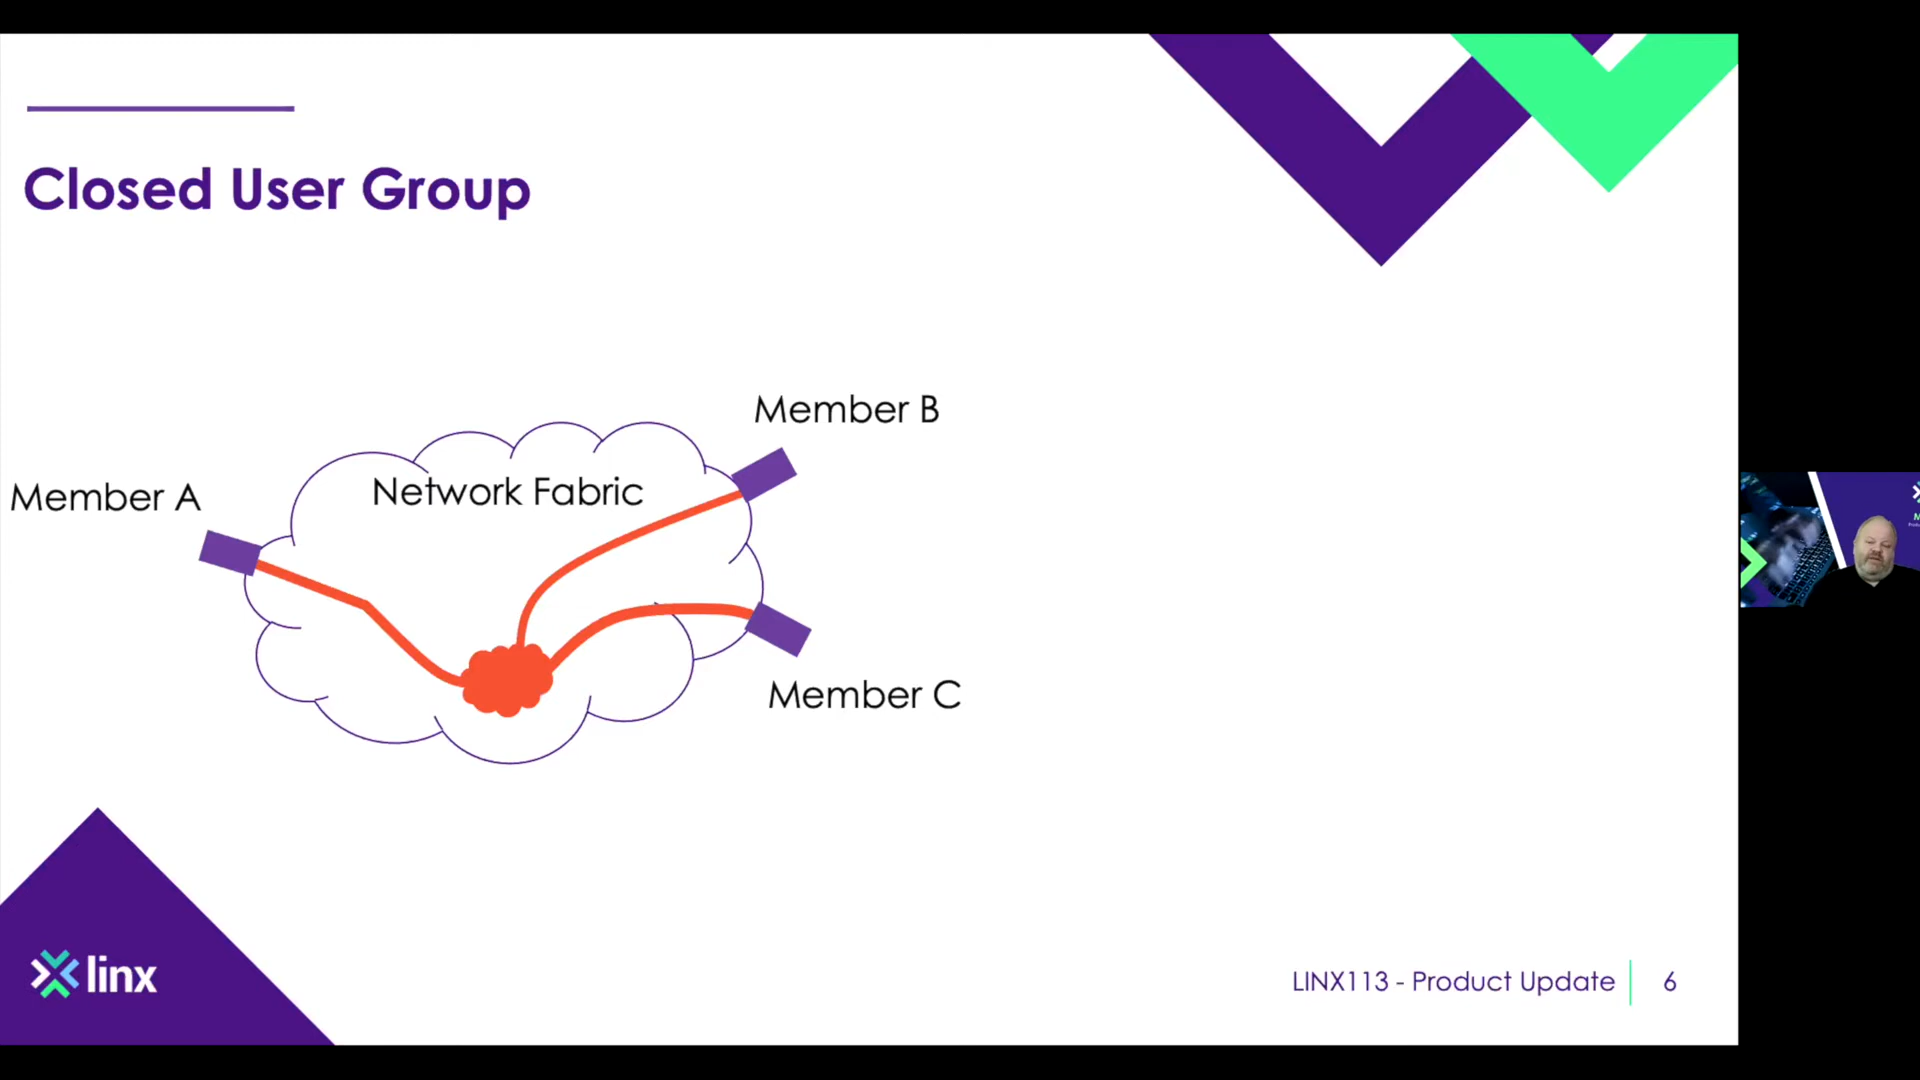 Closed User Group
Member B
Network Fabric
Member A
Member C
linx
LINX113 - Product Update
6